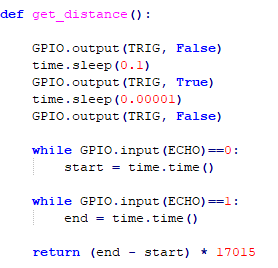 def get_distance():
GPIO.output(TRIG, False)
time.sleep(0.1)
GPIO.output(TRIG, True)
time.sleep(0.00001)
GPIO.output(TRIG, False)
while GPIO.input(ECHO)==0:
start = time.time()
while GPIO.input(ECHO)==1:
end = time.time()
return (end - start) * 17015